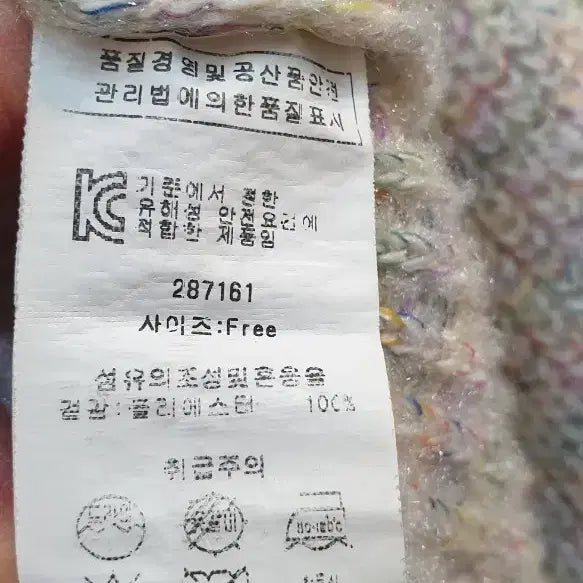 품질경영및공산품안전
관리법에의한품질표시
KC
기준에서 정한
유해성 안전요건에
적합한 제품임
287161
사이즈:Free
섬유의조성및혼용율
겉감:폴리에스터 100%
취급주의